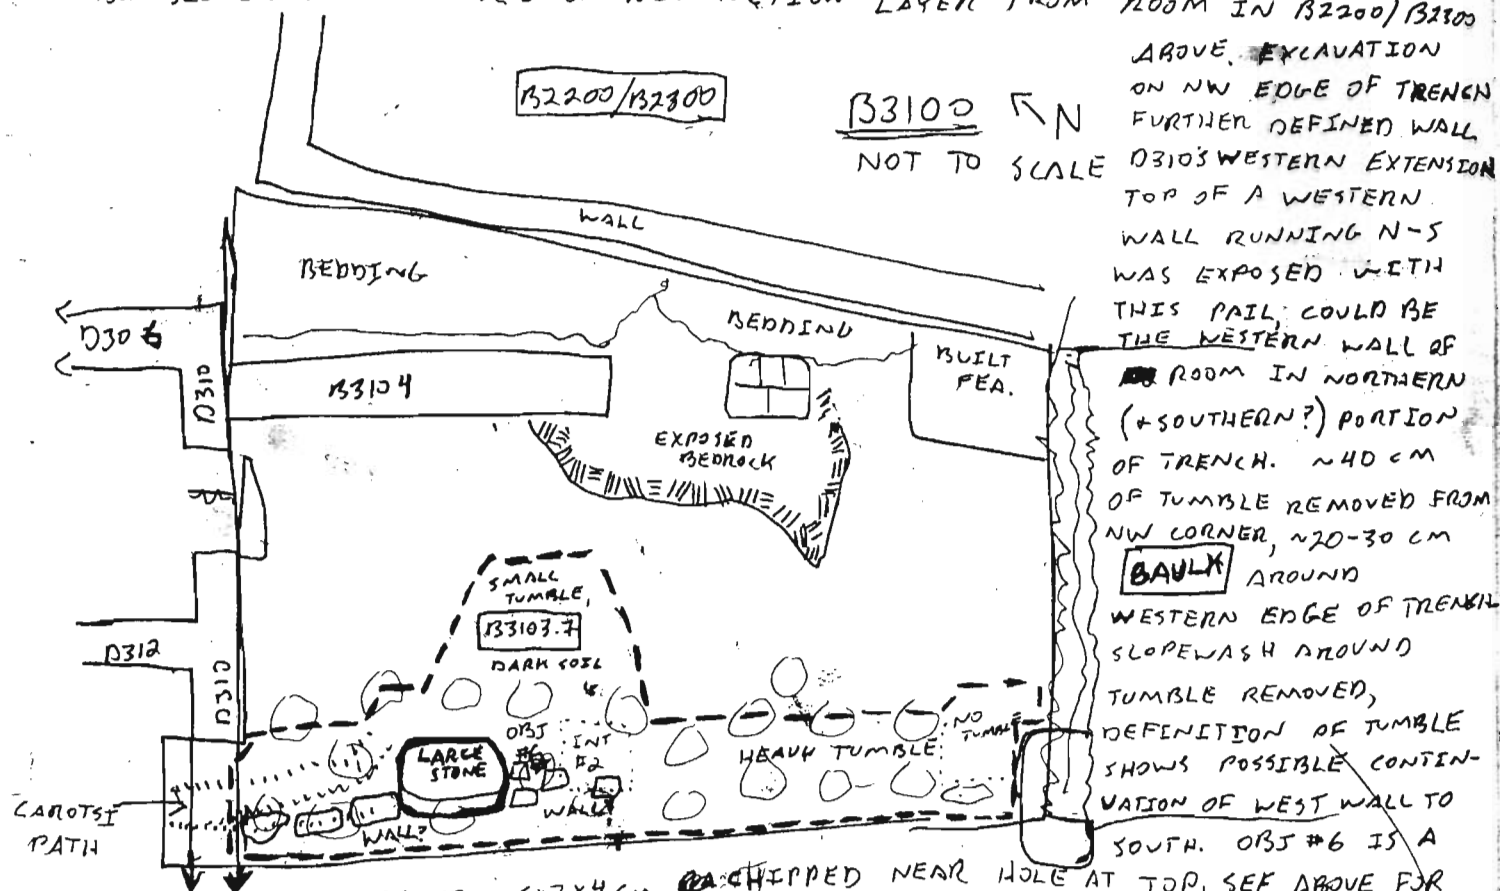 LAYER FROM ROOM IN B2200/B2300
ABOVE. EXCAVATION
ON NW EDGE OF TRENCH
FURTHER DEFINED WALL
D310'S WESTERN EXTENSION
TOP OF A WESTERN
WALL RUNNING N-S
WAS EXPOSED WITH
THIS PAIL; COULD BE
THE WESTERN WALL OF
ROOM IN NORTHERN
(+ SOUTHERN?) PORTION
OF TRENCH. ~40 CM
OF TUMBLE REMOVED FROM
NW CORNER, ~20-30 CM
BAULK AROUND
WESTERN EDGE OF TRENCH
SLOPEWASH AROUND
TUMBLE REMOVED,
DEFINITION OF TUMBLE
SHOWS POSSIBLE CONTIN-
UATION OF WEST WALL TO
SOUTH. OBJ #6 IS A
CHIPPED NEAR HOLE AT TOP, SEE ABOVE FOR
B2200/B2300
B3100 N
NOT TO SCALE
WALL
BEDDING
BEDDING
D306
D310
B3104
BUILT
FEA.
EXPOSED
BEDROCK
SMALL
TUMBLE,
B3103.7
DARK SOIL
D312
D310
LARGE
STONE
OBJ
#6
INT
#2
WALL?
WALL?
HEAVY TUMBLE
NO
TUMBLE
CAROTSI
PATH